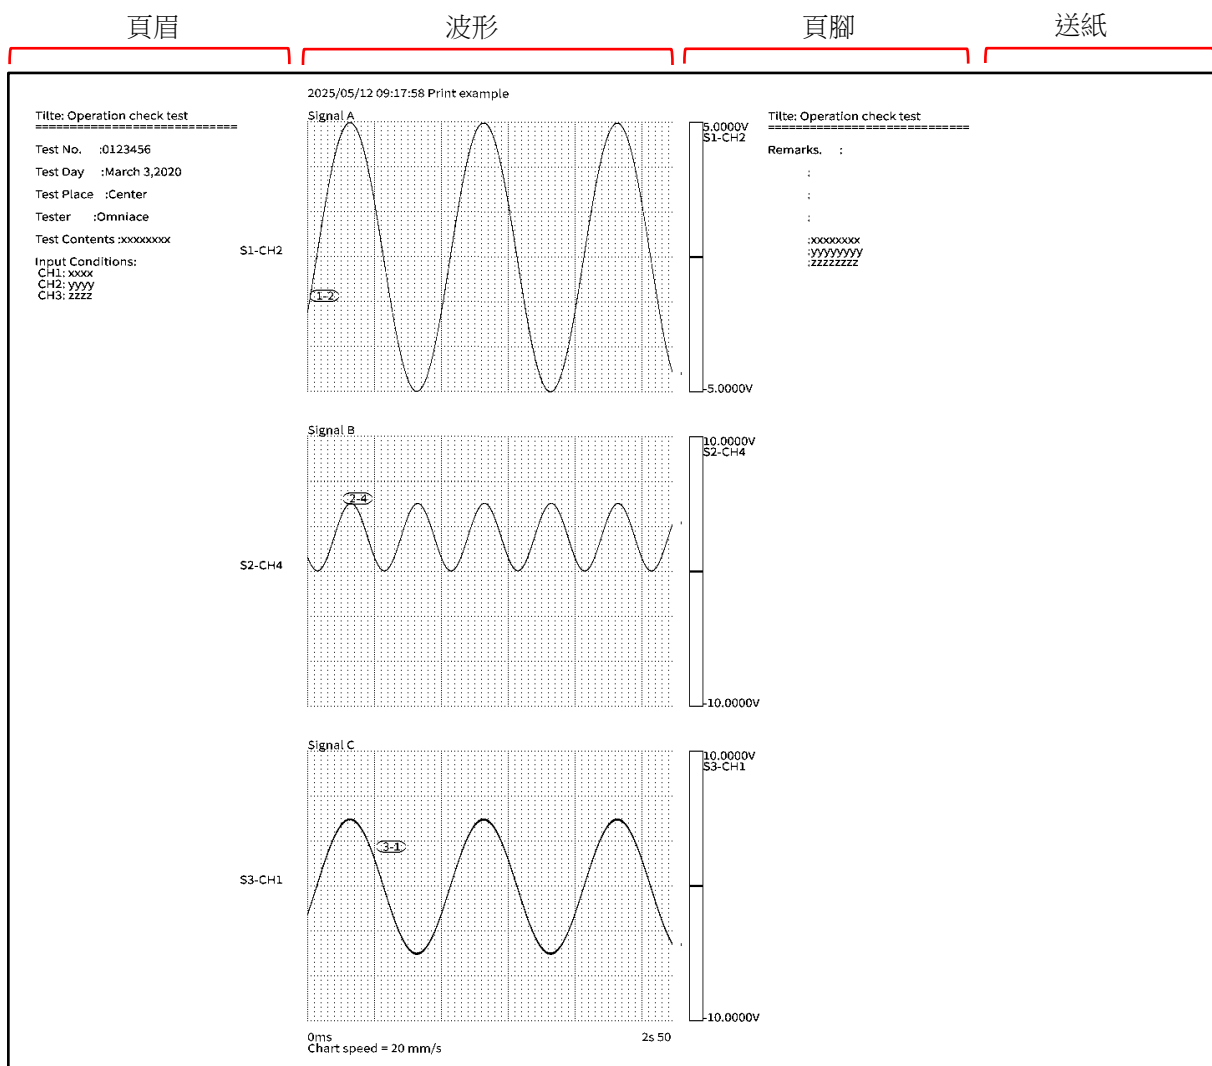 頁眉
波形
頁腳
送紙
2025/05/12 09:17:58 Print example
Tilte: Operation check test
==============================
Test No. :0123456
Test Day :March 3,2020
Test Place :Center
Tester :Omniace
Test Contents :xxxxxxxx
Input Conditions:
CH1: xxxx
CH2: yyyy
CH3: zzzz
Signal A
S1-CH2
1-2
5.0000V
S1-CH2
-5.0000V
Signal B
S2-CH4
2-4
10.0000V
S2-CH4
-10.0000V
Signal C
S3-CH1
3-1
10.0000V
S3-CH1
-10.0000V
0ms
2s 50
Chart speed = 20 mm/s
Tilte: Operation check test
==============================
Remarks. :
:
:
:
:xxxxxxxx
:yyyyyyyy
:zzzzzzzz